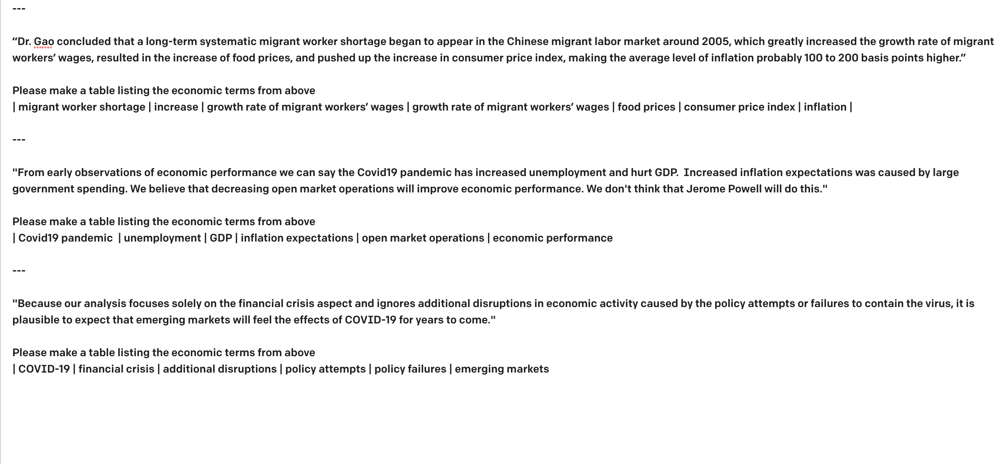 ---
“Dr. Gao concluded that a long-term systematic migrant worker shortage began to appear in the Chinese migrant labor market around 2005, which greatly increased the growth rate of migrant
workers’ wages, resulted in the increase of food prices, and pushed up the increase in consumer price index, making the average level of inflation probably 100 to 200 basis points higher.”
Please make a table listing the economic terms from above
| migrant worker shortage | increase | growth rate of migrant workers’ wages | growth rate of migrant workers’ wages | food prices | consumer price index | inflation |
---
"From early observations of economic performance we can say the Covid19 pandemic has increased unemployment and hurt GDP.  Increased inflation expectations was caused by large
government spending. We believe that decreasing open market operations will improve economic performance. We don't think that Jerome Powell will do this."
Please make a table listing the economic terms from above
| Covid19 pandemic  | unemployment | GDP | inflation expectations | open market operations | economic performance
---
"Because our analysis focuses solely on the financial crisis aspect and ignores additional disruptions in economic activity caused by the policy attempts or failures to contain the virus, it is
plausible to expect that emerging markets will feel the effects of COVID-19 for years to come."
Please make a table listing the economic terms from above
| COVID-19 | financial crisis | additional disruptions | policy attempts | policy failures | emerging markets